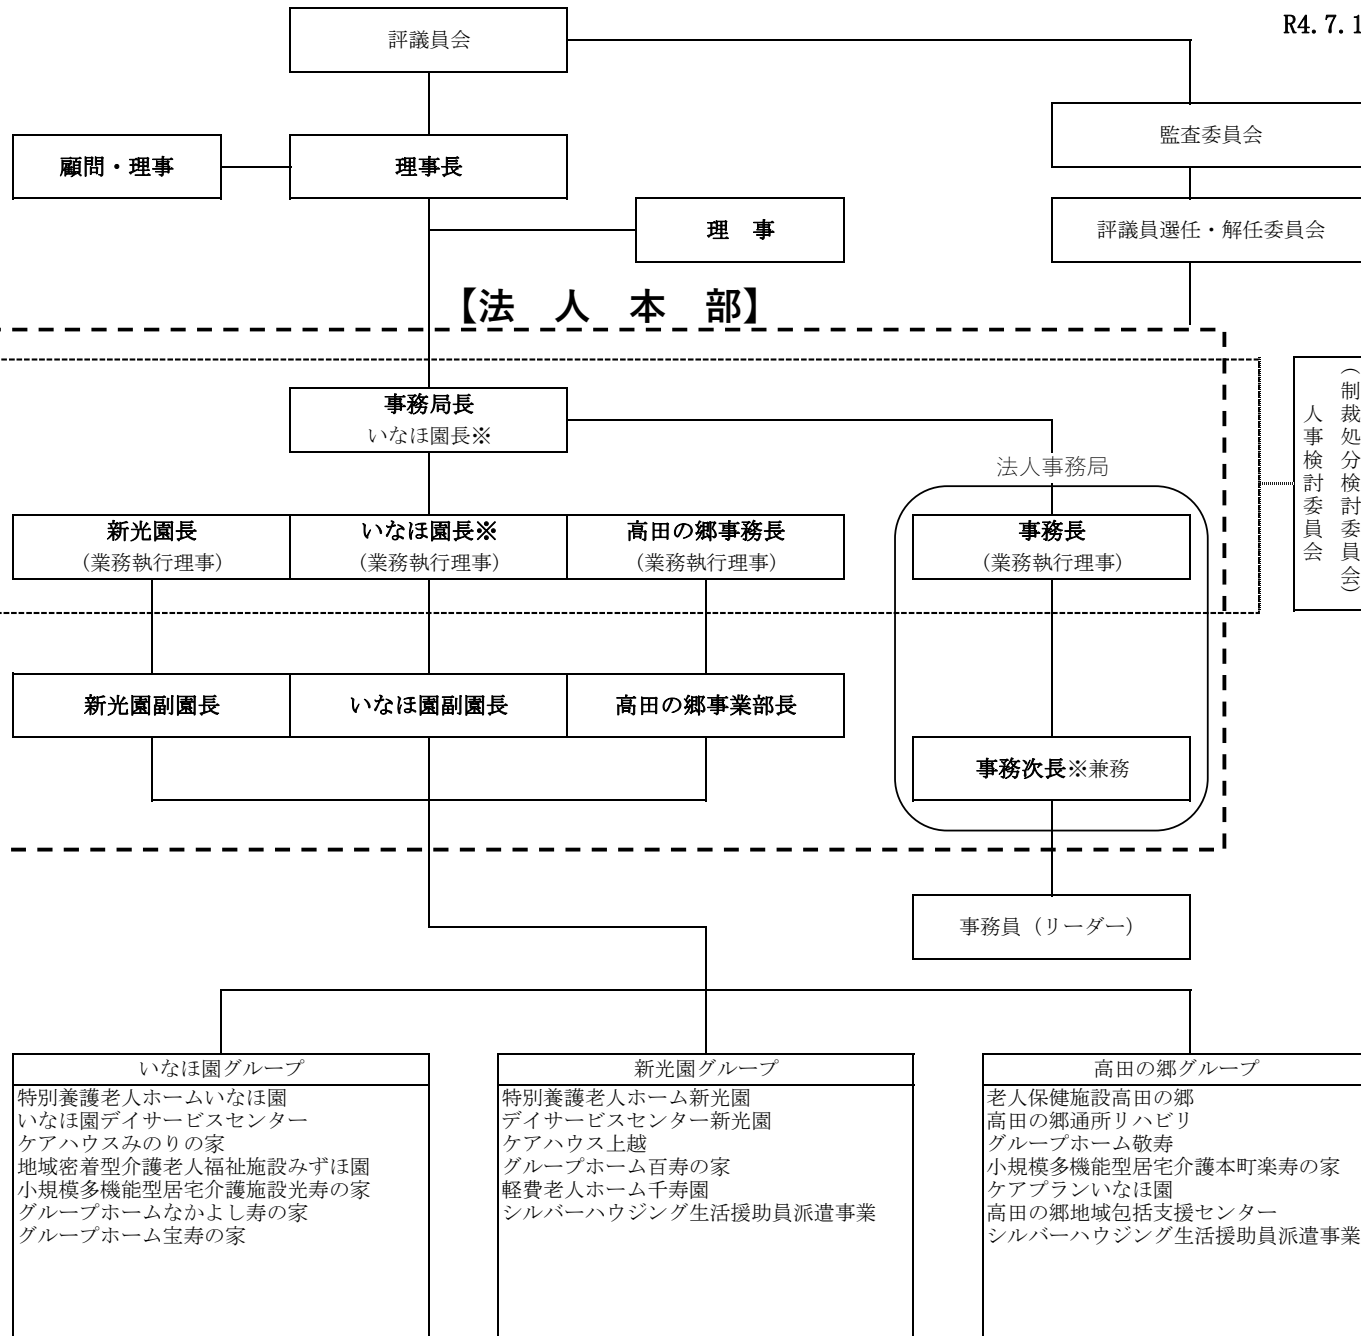 R4.7.1
評議員会
監査委員会
顧問・理事
理事長
理　事
評議員選任・解任委員会
【法　人　本　部】
事務局長
いなほ園長※
（制裁処分検討委員会）
人事検討委員会
法人事務局
新光園長
(業務執行理事)
いなほ園長※
(業務執行理事)
高田の郷事務長
(業務執行理事)
事務長
(業務執行理事)
新光園副園長
いなほ園副園長
高田の郷事業部長
事務次長※兼務
事務員（リーダー）
いなほ園グループ
特別養護老人ホームいなほ園
いなほ園デイサービスセンター
ケアハウスみのりの家
地域密着型介護老人福祉施設みずほ園
小規模多機能型居宅介護施設光寿の家
グループホームなかよし寿の家
グループホーム宝寿の家
新光園グループ
特別養護老人ホーム新光園
デイサービスセンター新光園
ケアハウス上越
グループホーム百寿の家
軽費老人ホーム千寿園
シルバーハウジング生活援助員派遣事業
高田の郷グループ
老人保健施設高田の郷
高田の郷通所リハビリ
グループホーム敬寿
小規模多機能型居宅介護本町楽寿の家
ケアプランいなほ園
高田の郷地域包括支援センター
シルバーハウジング生活援助員派遣事業